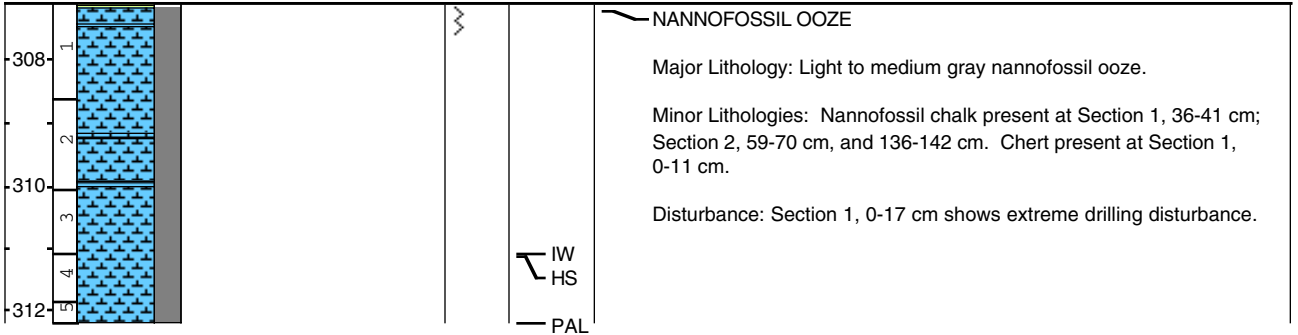 NANNOFOSSIL OOZE
1
308
Major Lithology: Light to medium gray nannofossil ooze.
Minor Lithologies: Nannofossil chalk present at Section 1, 36-41 cm;
2
Section 2, 59-70 cm, and 136-142 cm. Chert present at Section 1,
0-11 cm.
310
3
Disturbance: Section 1, 0-17 cm shows extreme drilling disturbance.
IW
4
HS
312
5
PAL